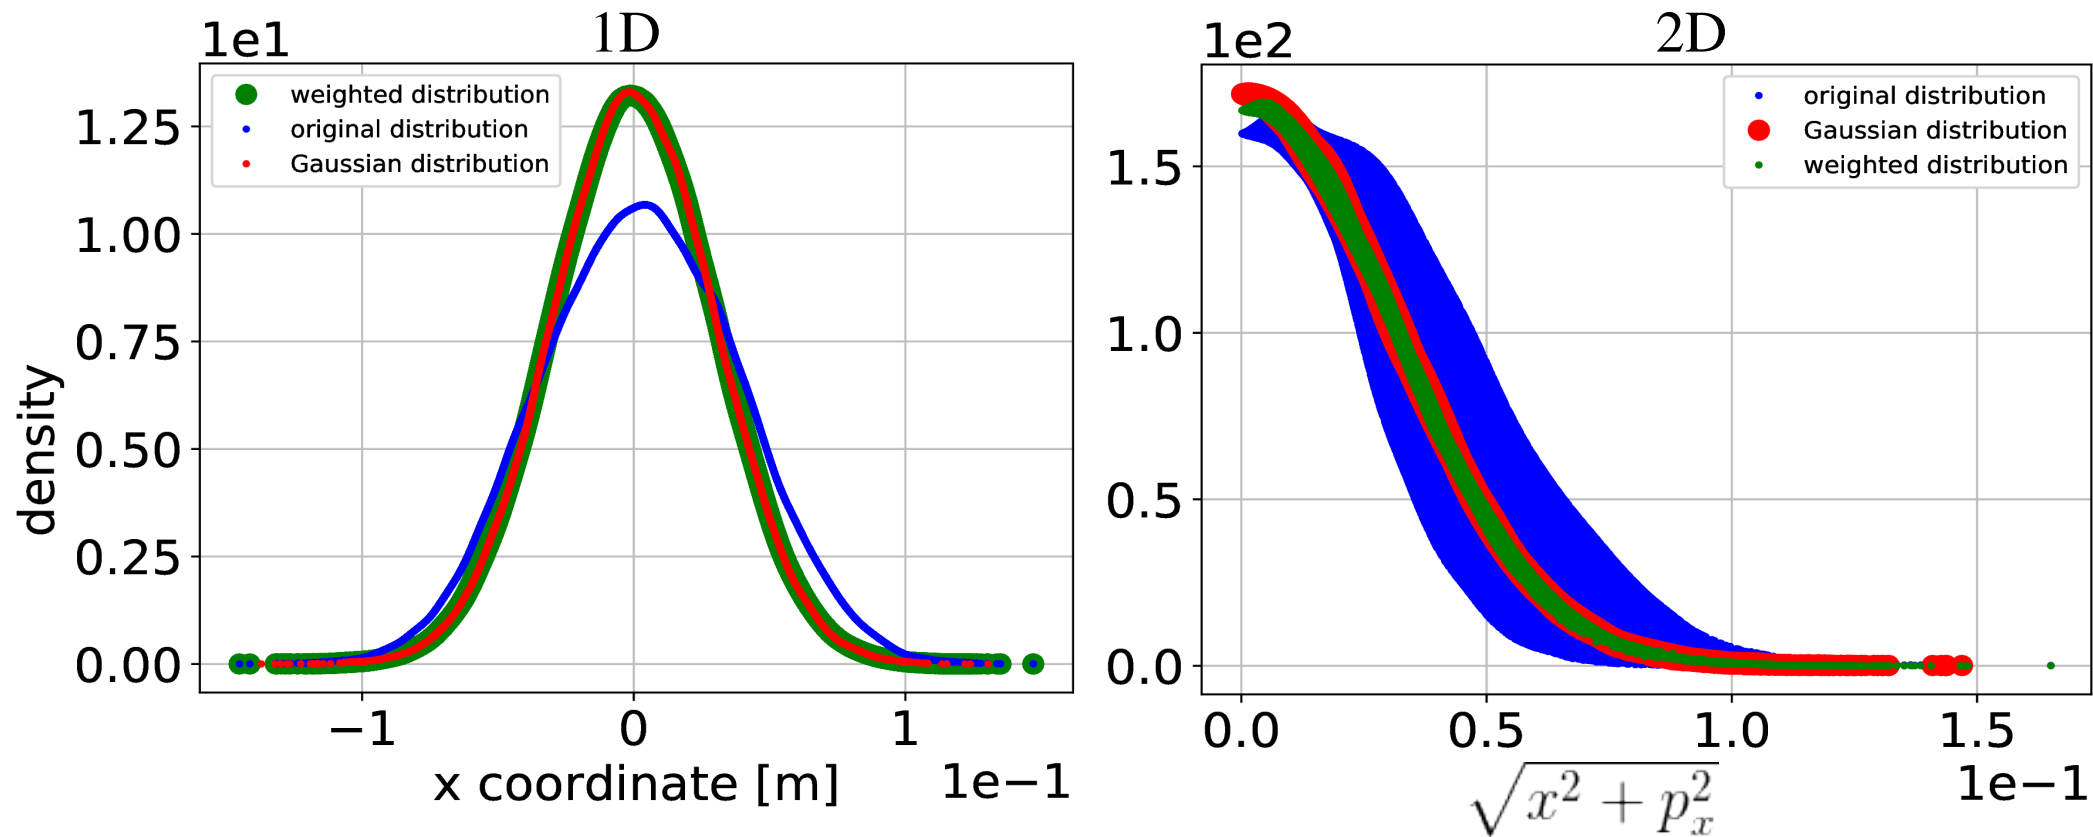 1D
1e1
weighted distribution
original distribution
Gaussian distribution
1.25
1.00
0.75
0.50
0.25
0.00
density
−1 0 1
x coordinate [m]
1e−1
2D
1e2
original distribution
Gaussian distribution
weighted distribution
1.5
1.0
0.5
0.0
0.0 0.5 1.0 1.5
√x² + pₓ²
1e−1